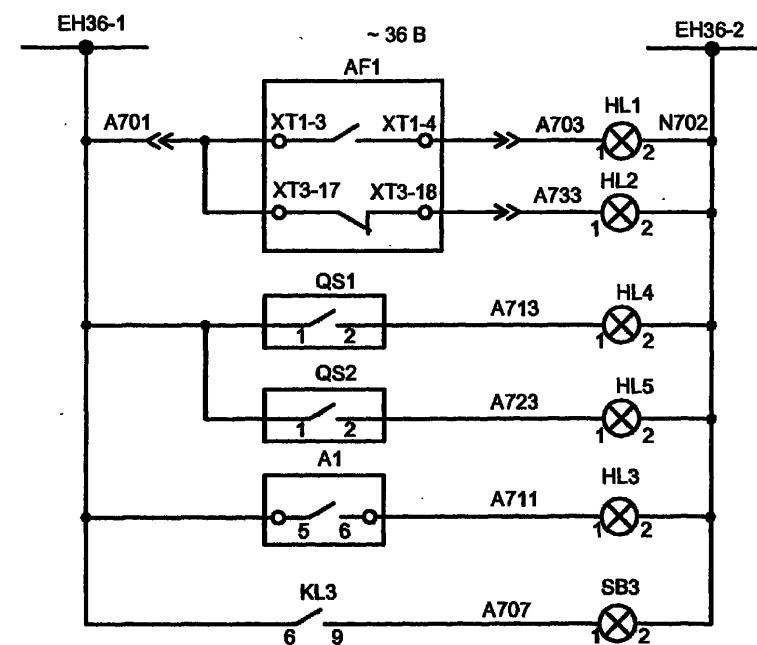 EH36-1 ~ 36 В EH36-2
AF1
A701 XT1-3 XT1-4 A703 HL1 N702
1 2
XT3-17 XT3-18 A733 HL2
1 2
QS1 A713 HL4
1 2 1 2
QS2 A723 HL5
1 2 1 2
A1 A711 HL3
5 6 1 2
KL3 A707 SB3
6 9 1 2